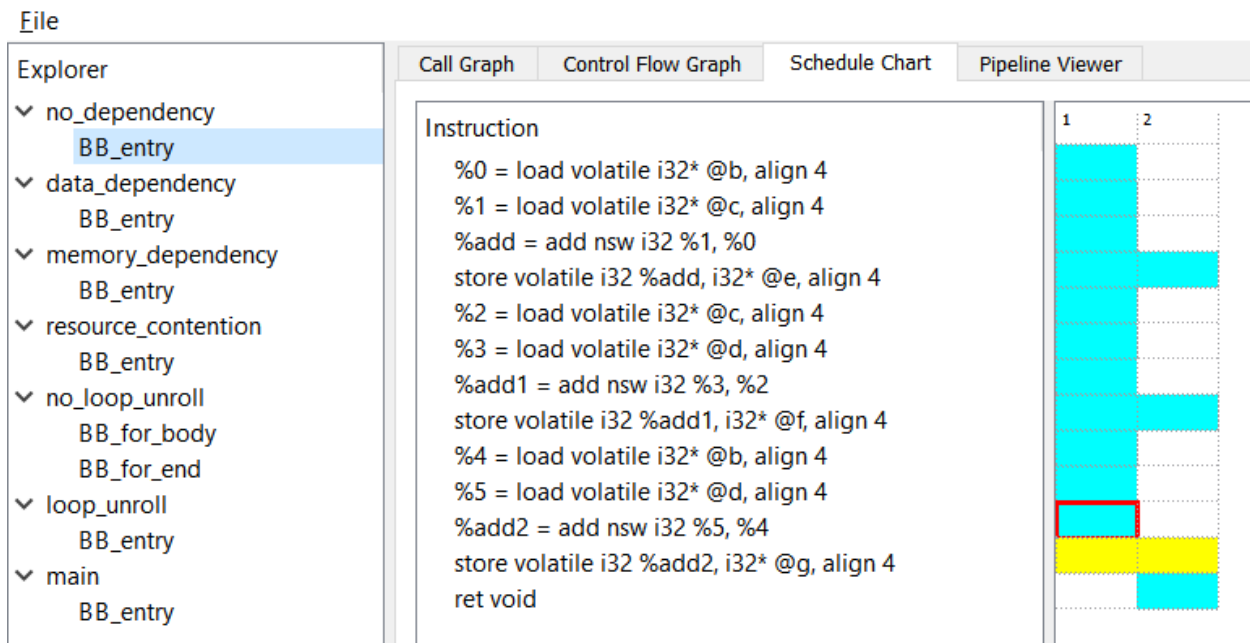 File
Explorer
no_dependency
BB_entry
data_dependency
BB_entry
memory_dependency
BB_entry
resource_contention
BB_entry
no_loop_unroll
BB_for_body
BB_for_end
loop_unroll
BB_entry
main
BB_entry
Call Graph Control Flow Graph Schedule Chart Pipeline Viewer
Instruction
%0 = load volatile i32* @b, align 4
%1 = load volatile i32* @c, align 4
%add = add nsw i32 %1, %0
store volatile i32 %add, i32* @e, align 4
%2 = load volatile i32* @c, align 4
%3 = load volatile i32* @d, align 4
%add1 = add nsw i32 %3, %2
store volatile i32 %add1, i32* @f, align 4
%4 = load volatile i32* @b, align 4
%5 = load volatile i32* @d, align 4
%add2 = add nsw i32 %5, %4
store volatile i32 %add2, i32* @g, align 4
ret void
1 2